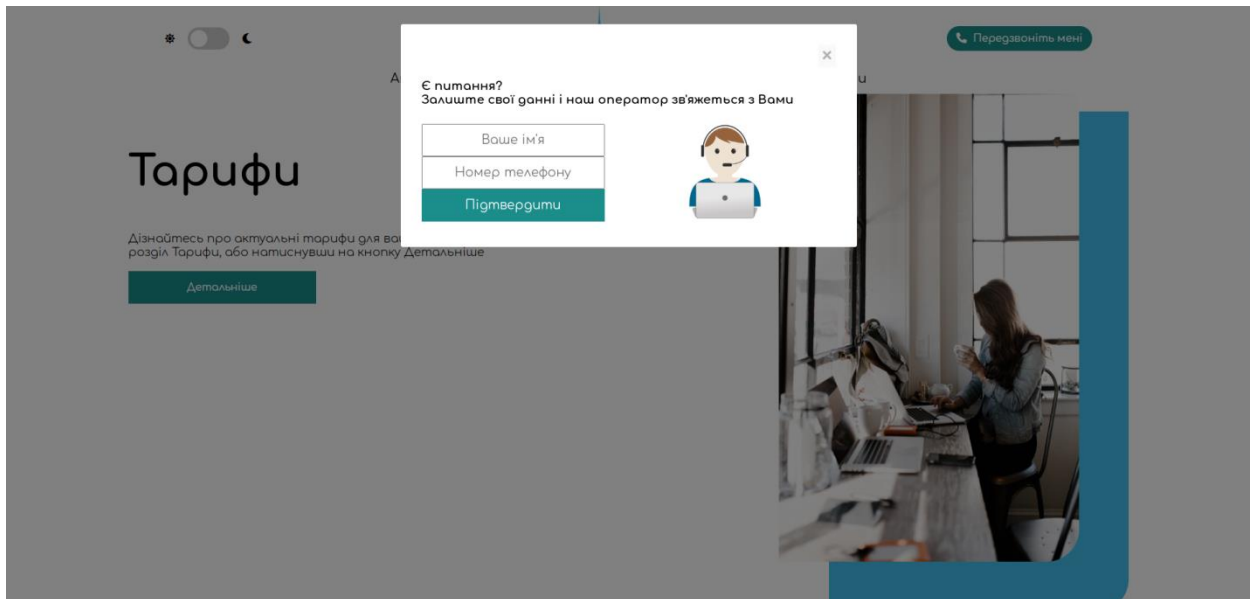 Передзвоніть мені
×
Є питання?
Залиште свої данні і наш оператор зв'яжеться з Вами
Ваше ім'я
Номер телефону
Підтвердити
Тарифи
Дізнайтесь про актуальні тарифи для
розділ Тарифи, або натиснувши на кнопку Детальніше
Детальніше